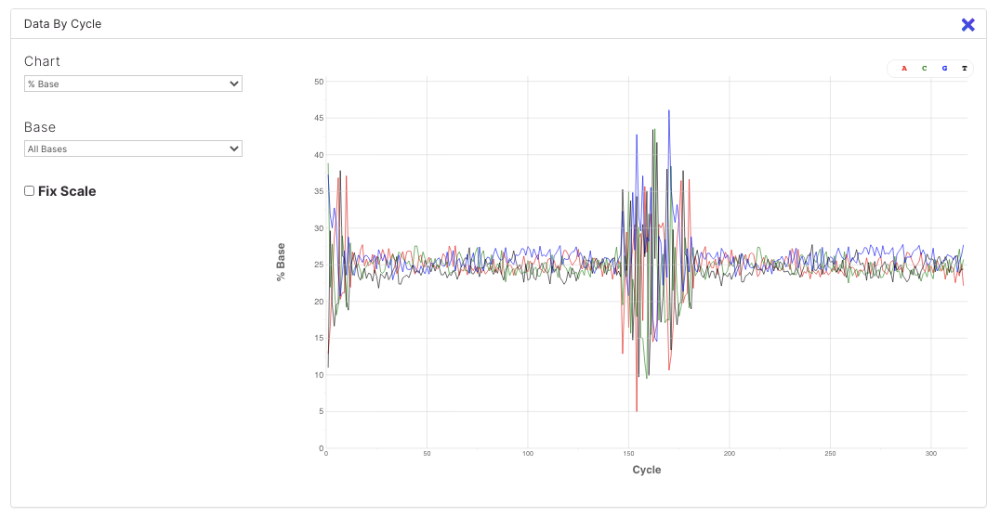 Data By Cycle
Chart
% Base
Base
All Bases
Fix Scale
A C G T
50
45
40
35
30
25
20
15
10
5
0
% Base
0 50 100 150 200 250 300
Cycle